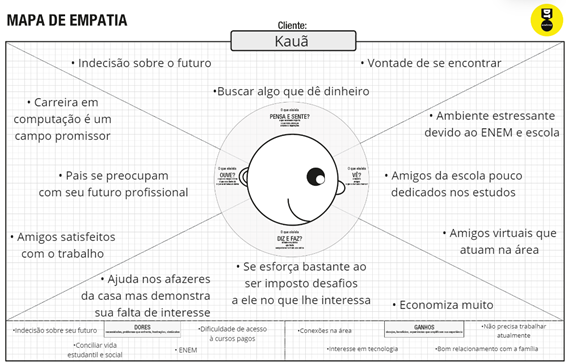 MAPA DE EMPATIA
Cliente:
Kauã
• Indecisão sobre o futuro
• Vontade de se encontrar
•Buscar algo que dê dinheiro
• Carreira em
computação é um
campo promissor
PENSA E SENTE?
• Ambiente estressante
devido ao ENEM e escola
• Pais se preocupam
com seu futuro profissional
OUVE?
VÊ?
• Amigos da escola pouco
dedicados nos estudos
• Amigos satisfeitos
com o trabalho
DIZ E FAZ?
• Amigos virtuais que
atuam na área
• Ajuda nos afazeres
da casa mas demonstra
sua falta de interesse
• Se esforça bastante ao
ser imposto desafios
a ele no que lhe interessa
• Economiza muito
DORES
GANHOS
•Indecisão sobre seu futuro
•Dificuldade de acesso
à cursos pagos
•Conciliar vida
estudantil e social
• ENEM
•Conexões na área
•Não precisa trabalhar
atualmente
•Interesse em tecnologia
• Bom relacionamento com a família